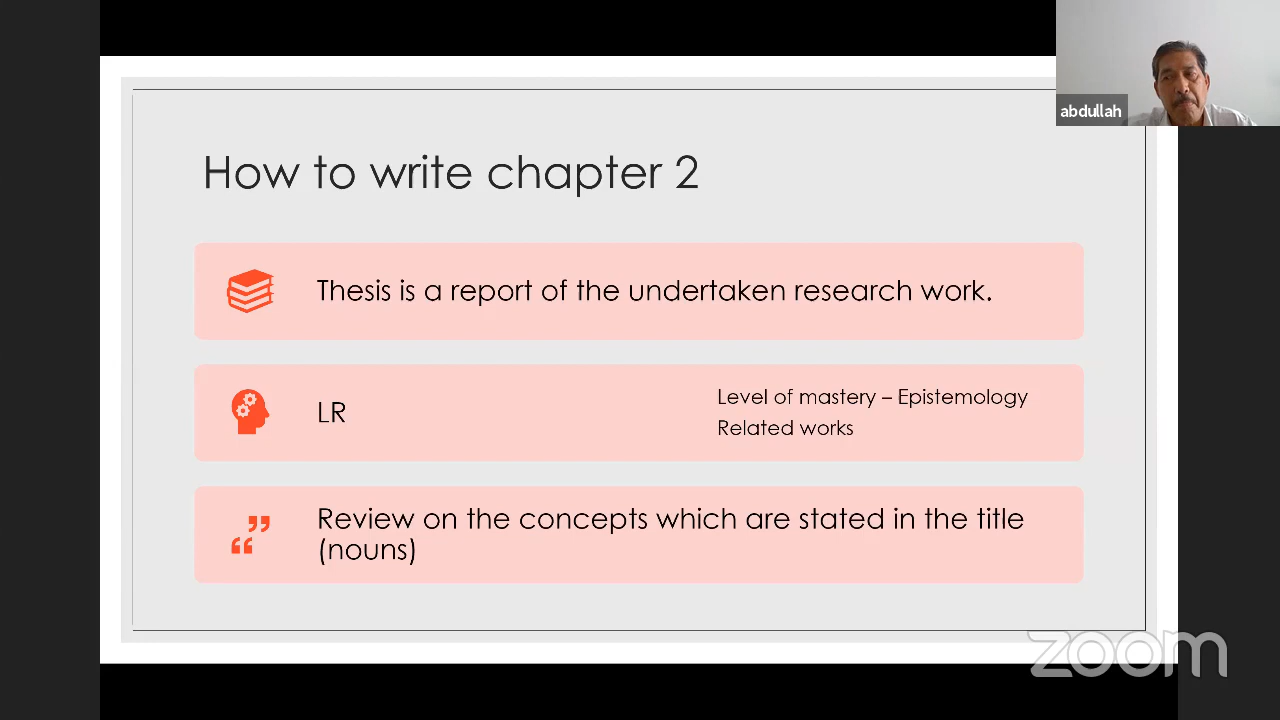 abdullah
How to write chapter 2
Thesis is a report of the undertaken research work.
LR
Level of mastery – Epistemology
Related works
Review on the concepts which are stated in the title
(nouns)
zoom